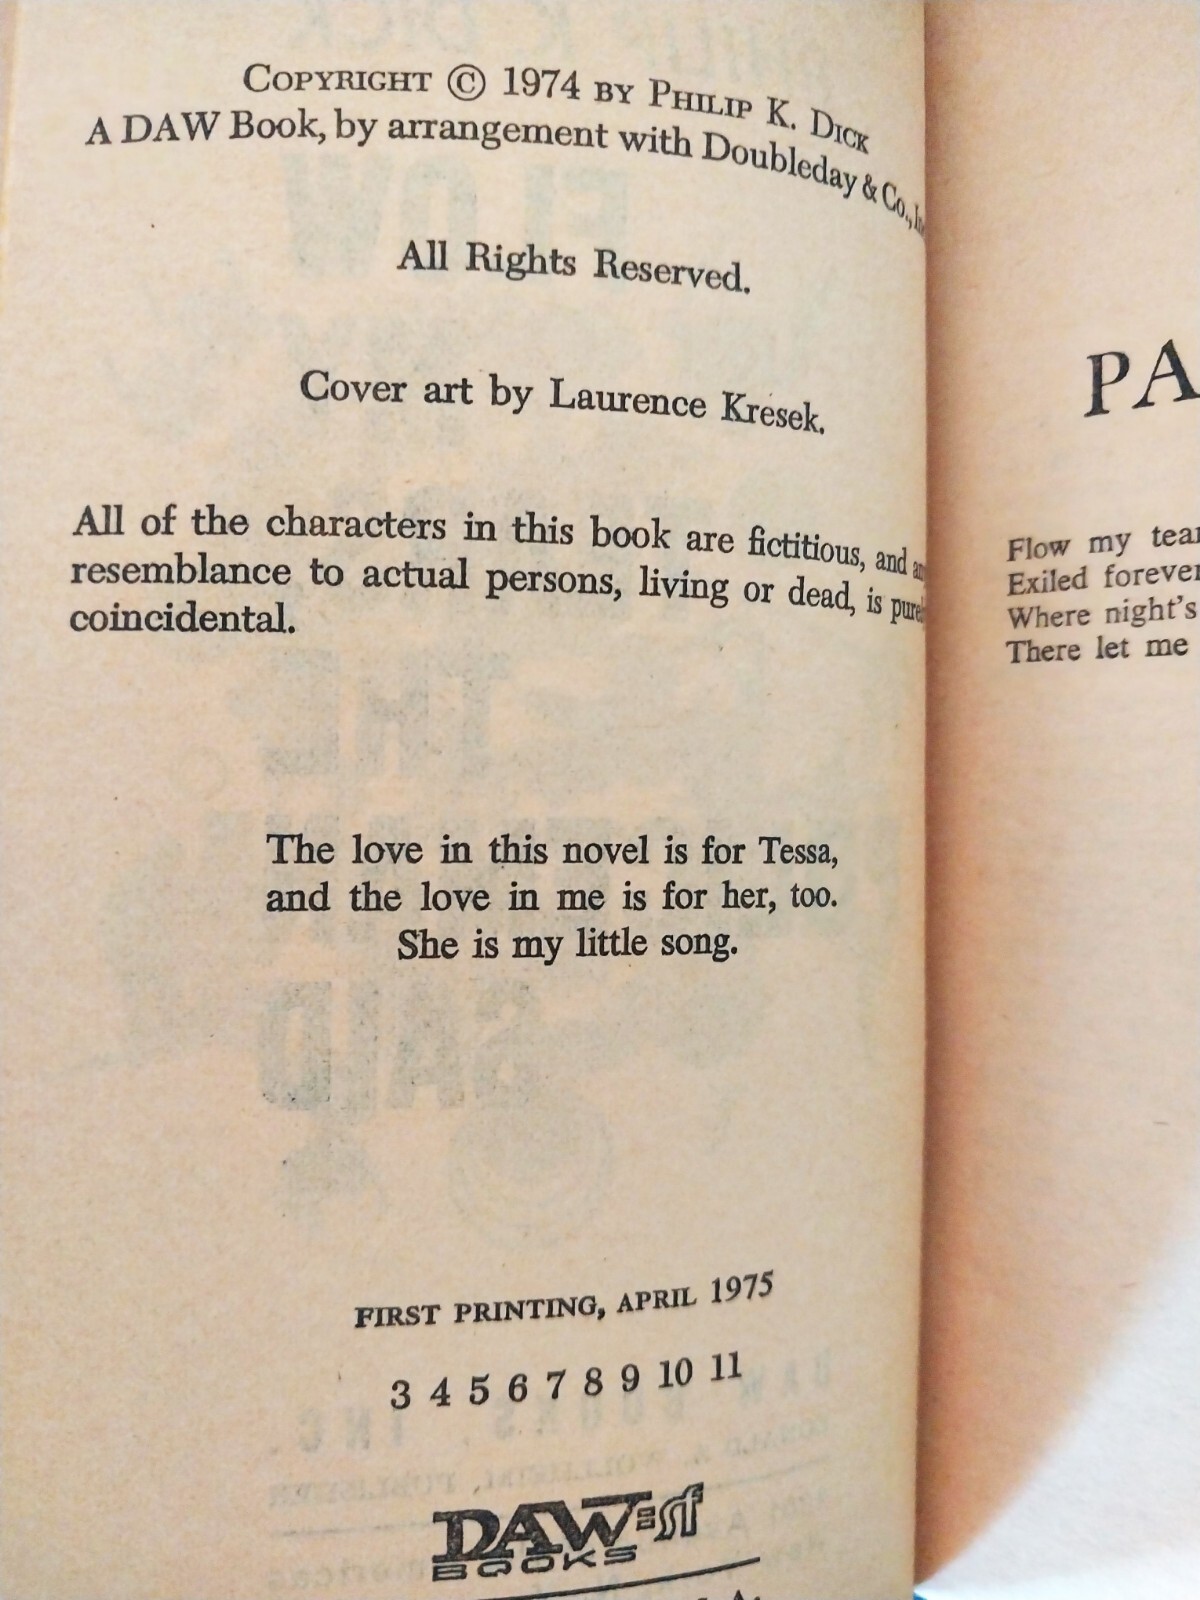 COPYRIGHT © 1974 BY PHILIP K. DICK
A DAW Book, by arrangement with Doubleday & Co.,
All Rights Reserved.
Cover art by Laurence Kresek.
All of the characters in this book are fictitious, and
resemblance to actual persons, living or dead, is
coincidental.
The love in this novel is for Tessa,
and the love in me is for her, too.
She is my little song.
FIRST PRINTING, APRIL 1975
3 4 5 6 7 8 9 10 11
DAW sf
BOOKS
PA
Flow my tear
Exiled forever
Where night's
There let me